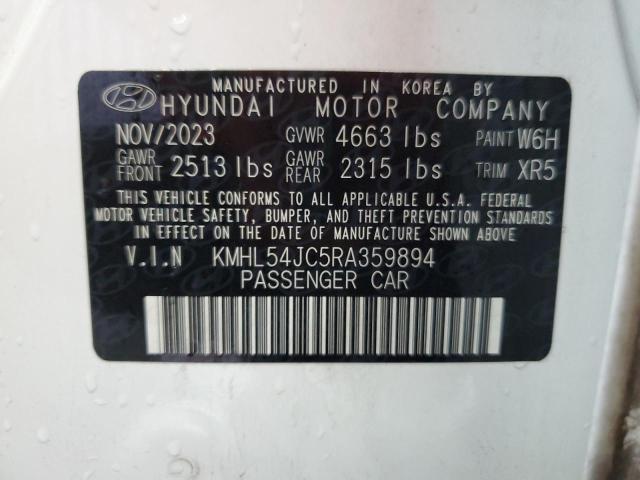 MANUFACTURED IN KOREA BY
HYUNDAI MOTOR COMPANY
NOV/2023 GVWR 4663 lbs PAINT W6H
GAWR FRONT 2513 lbs GAWR REAR 2315 lbs TRIM XR5
THIS VEHICLE CONFORMS TO ALL APPLICABLE U.S.A. FEDERAL
MOTOR VEHICLE SAFETY, BUMPER, AND THEFT PREVENTION STANDARDS
IN EFFECT ON THE DATE OF MANUFACTURE SHOWN ABOVE.
V.I.N KMHL54JC5RA359894
PASSENGER CAR